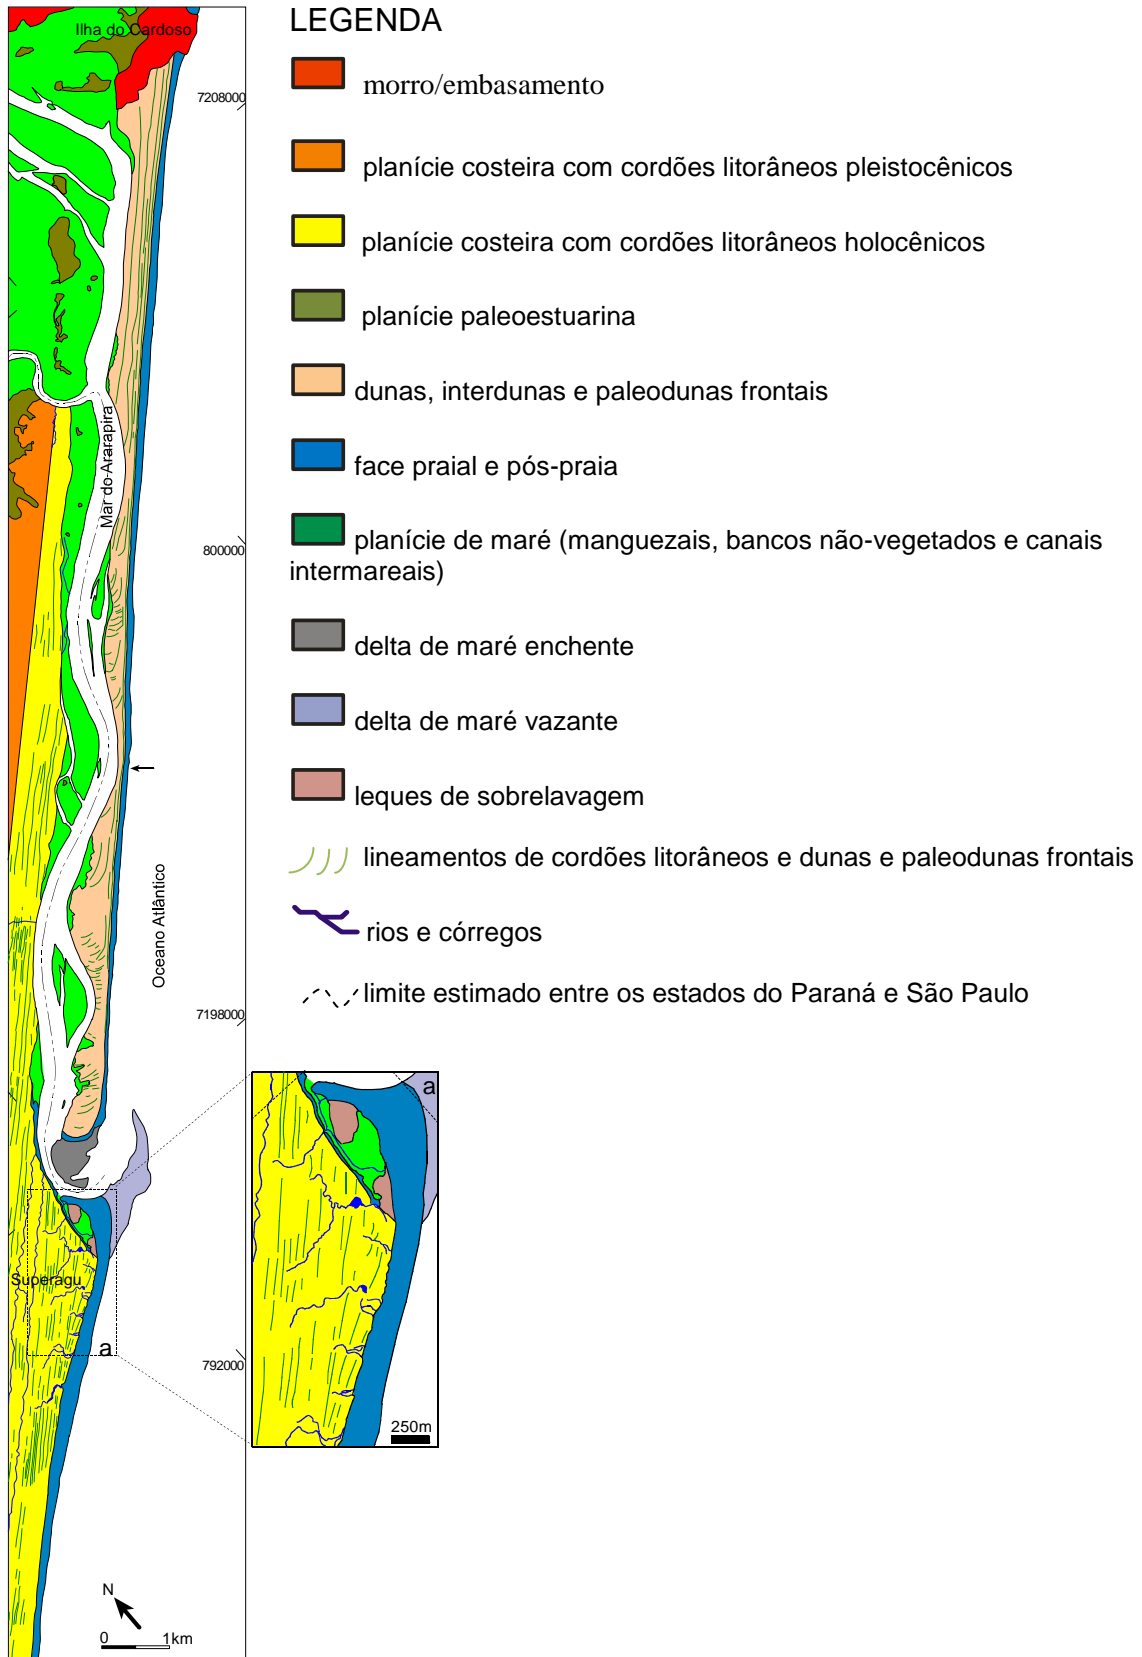 LEGENDA
morro/embasamento
planície costeira com cordões litorâneos pleistocênicos
planície costeira com cordões litorâneos holocênicos
planície paleoestuarina
dunas, interdunas e paleodunas frontais
face praial e pós-praia
planície de maré (manguezais, bancos não-vegetados e canais
intermareais)
delta de maré enchente
delta de maré vazante
leques de sobrelavagem
lineamentos de cordões litorâneos e dunas e paleodunas frontais
rios e córregos
limite estimado entre os estados do Paraná e São Paulo
Ilha do Cardoso
7208000
Mar do Ararapira
800000
Oceano Atlântico
7198000
Superagu
a
792000
N
0 1km
a
250m